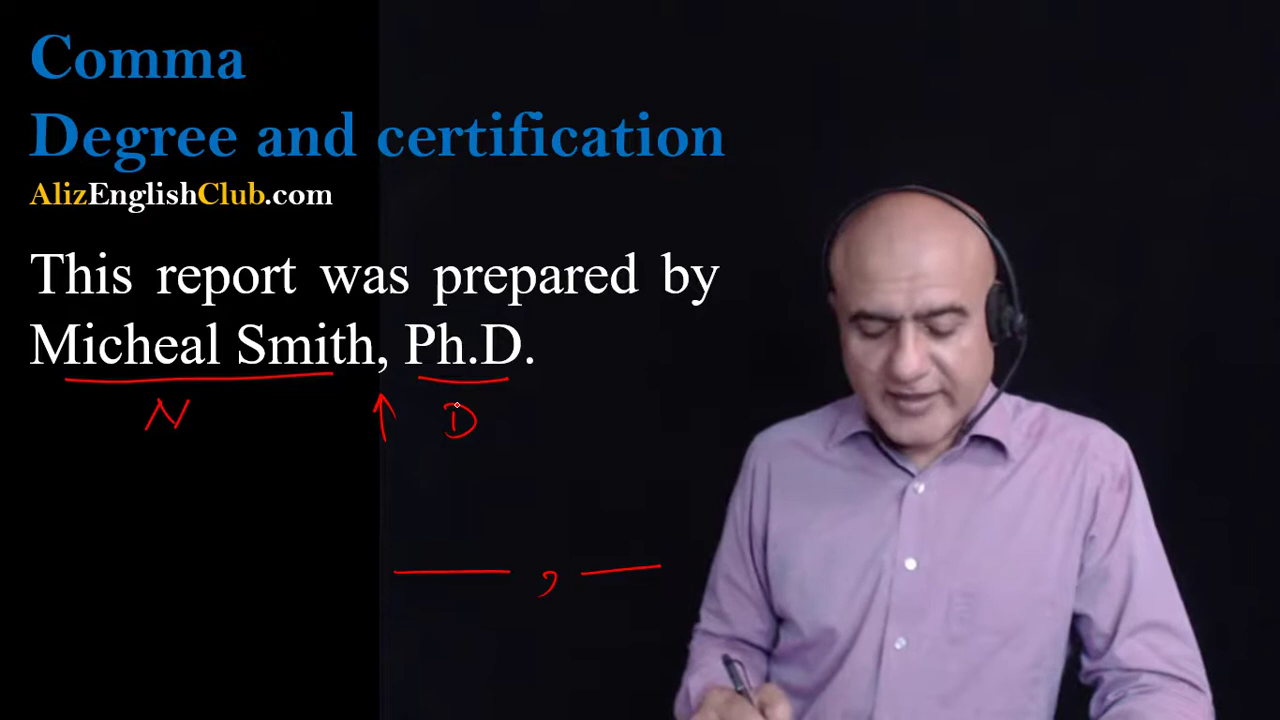 Comma
Degree and certification
AlizEnglishClub.com
This report was prepared by
Micheal Smith, Ph.D.
N ↑ D
—— , ——